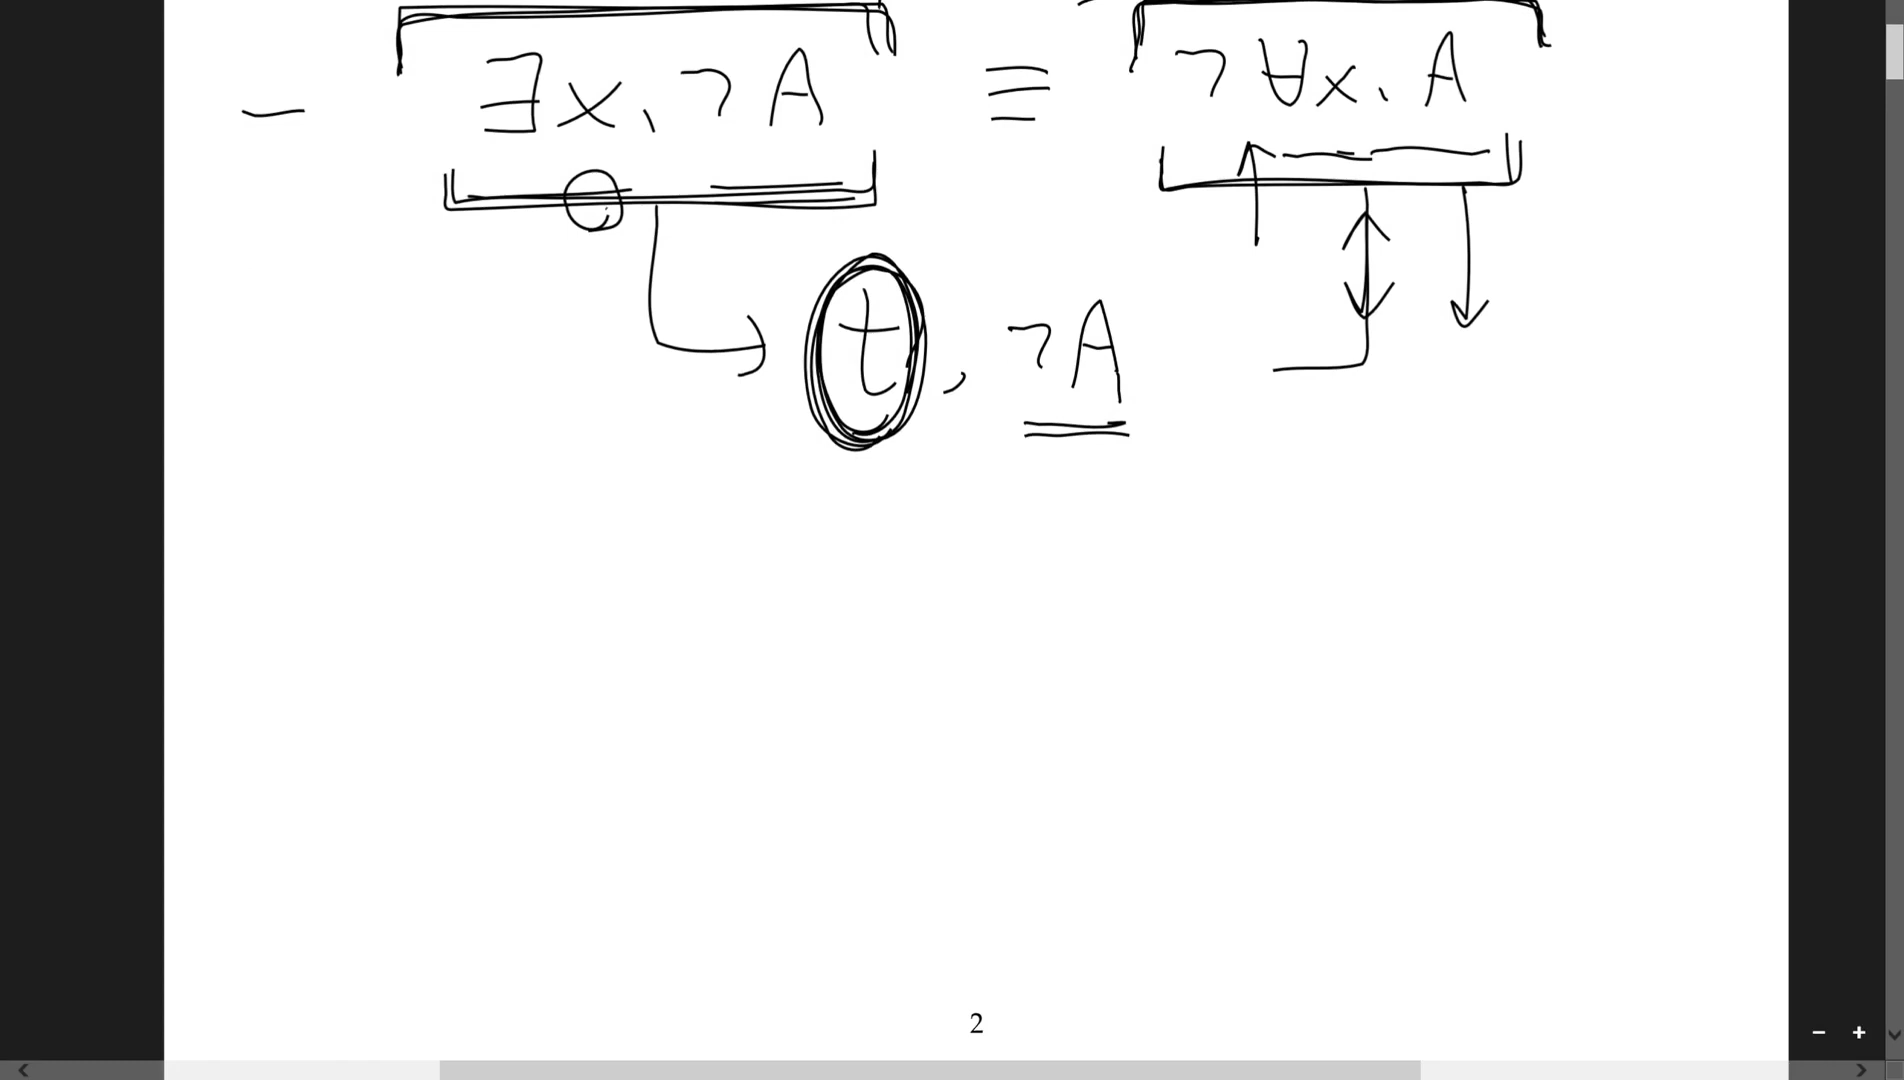 – ∃x. ¬A ≡ ¬∀x. A
t, ¬A
2